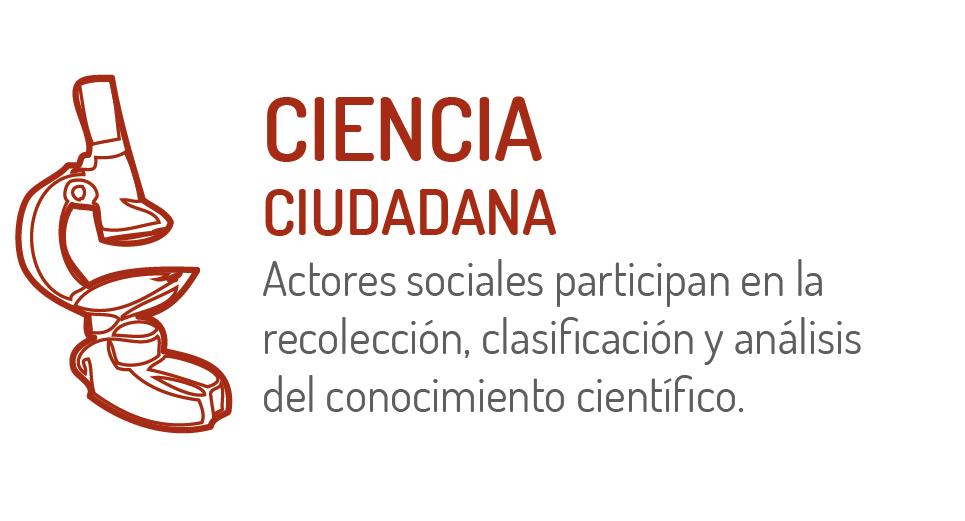 CIENCIA
CIUDADANA
Actores sociales participan en la
recolección, clasificación y análisis
del conocimiento científico.